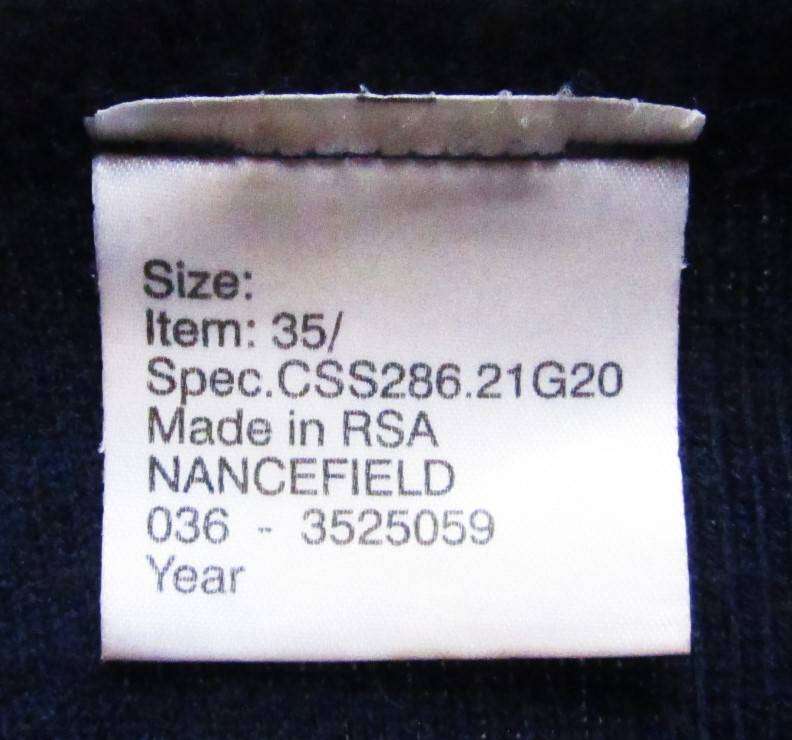 Size:
Item: 35/
Spec.CSS286.21G20
Made in RSA
NANCEFIELD
036 - 3525059
Year